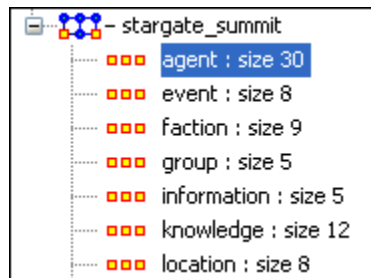 stargate_summit
agent : size 30
event : size 8
faction : size 9
group : size 5
information : size 5
knowledge : size 12
location : size 8